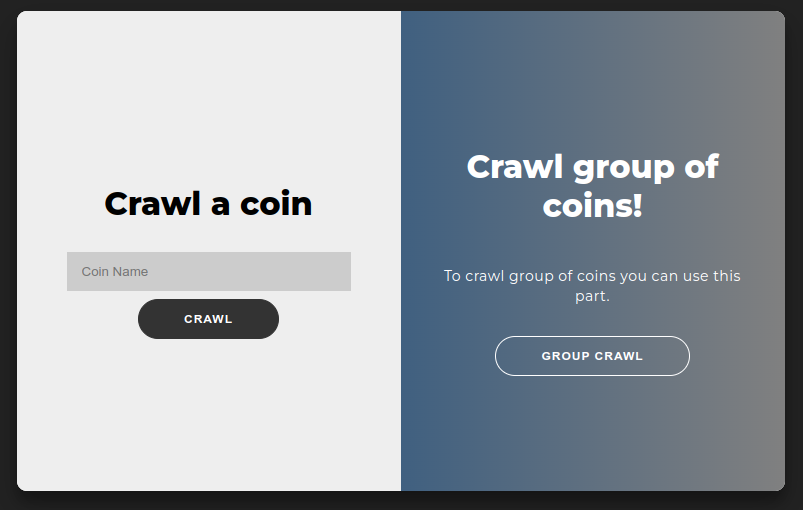 Crawl a coin
Coin Name
CRAWL
Crawl group of
coins!
To crawl group of coins you can use this
part.
GROUP CRAWL